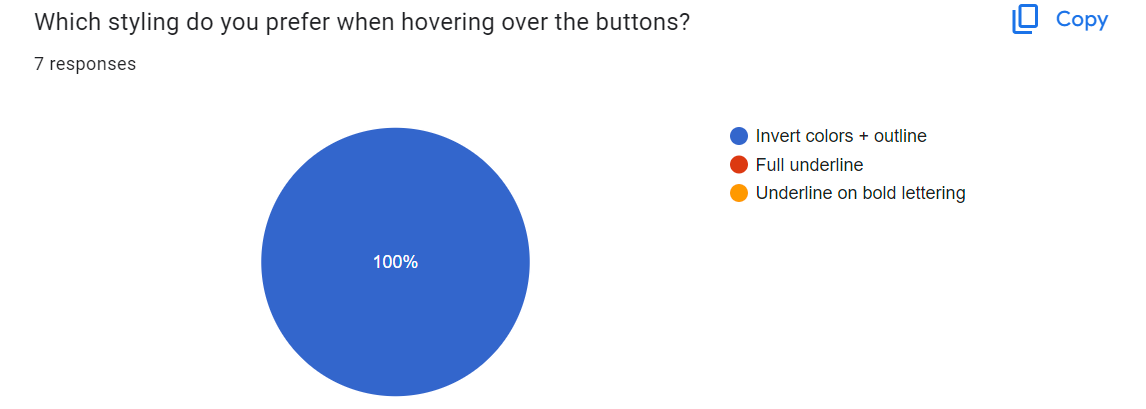 Which styling do you prefer when hovering over the buttons?
Copy
7 responses
Invert colors + outline
Full underline
Underline on bold lettering
100%